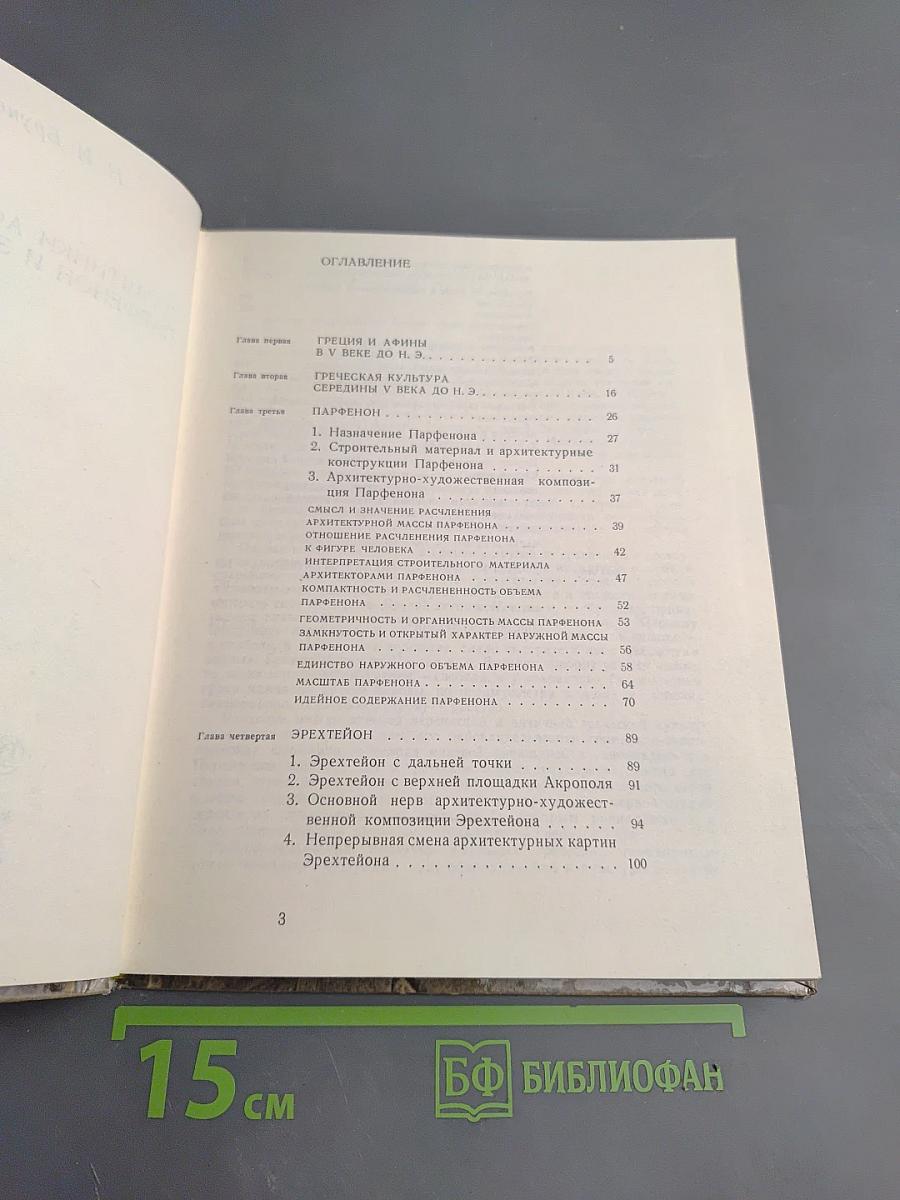 ОГЛАВЛЕНИЕ
Глава первая ГРЕЦИЯ И АФИНЫ
В V ВЕКЕ ДО Н. Э. . . . . . . . . . . . . . . . . 5
Глава вторая ГРЕЧЕСКАЯ КУЛЬТУРА
СЕРЕДИНЫ V ВЕКА ДО Н. Э. . . . . . . . . . . . 16
Глава третья ПАРФЕНОН . . . . . . . . . . . . . . . . . . . . 26
1. Назначение Парфенона . . . . . . . . . . . 27
2. Строительный материал и архитектурные
конструкции Парфенона . . . . . . . . . . 31
3. Архитектурно-художественная компози-
ция Парфенона . . . . . . . . . . . . . . . 37
СМЫСЛ И ЗНАЧЕНИЕ РАСЧЛЕНЕНИЯ
АРХИТЕКТУРНОЙ МАССЫ ПАРФЕНОНА . . . . . . . . . 39
ОТНОШЕНИЕ РАСЧЛЕНЕНИЯ ПАРФЕНОНА
К ФИГУРЕ ЧЕЛОВЕКА . . . . . . . . . . . . . . . . 42
ИНТЕРПРЕТАЦИЯ СТРОИТЕЛЬНОГО МАТЕРИАЛА
АРХИТЕКТОРАМИ ПАРФЕНОНА . . . . . . . . . . . . 47
КОМПАКТНОСТЬ И РАСЧЛЕНЕННОСТЬ ОБЪЕМА
ПАРФЕНОНА . . . . . . . . . . . . . . . . . . . . 52
ГЕОМЕТРИЧНОСТЬ И ОРГАНИЧНОСТЬ МАССЫ ПАРФЕНОНА 53
ЗАМКНУТОСТЬ И ОТКРЫТЫЙ ХАРАКТЕР НАРУЖНОЙ МАССЫ
ПАРФЕНОНА . . . . . . . . . . . . . . . . . . . . 56
ЕДИНСТВО НАРУЖНОГО ОБЪЕМА ПАРФЕНОНА . . . . . 58
МАСШТАБ ПАРФЕНОНА . . . . . . . . . . . . . . . . 64
ИДЕЙНОЕ СОДЕРЖАНИЕ ПАРФЕНОНА . . . . . . . . . 70
Глава четвертая ЭРЕХТЕЙОН . . . . . . . . . . . . . . . . . . . 89
1. Эрехтейон с дальней точки . . . . . . . . 89
2. Эрехтейон с верхней площадки Акрополя 91
3. Основной нерв архитектурно-художест-
венной композиции Эрехтейона . . . . . . 94
4. Непрерывная смена архитектурных картин
Эрехтейона . . . . . . . . . . . . . . . . . 100
3
15 см
БФ БИБЛИОФАН